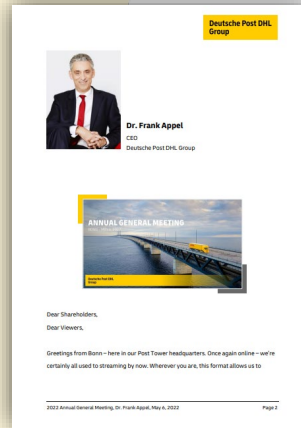 Deutsche Post DHL
Group
Dr. Frank Appel
CEO
Deutsche Post DHL Group
ANNUAL GENERAL MEETING
Deutsche Post DHL
Group
Dear Shareholders,
Dear Viewers,
Greetings from Bonn – here in our Post Tower headquarters. Once again online – we're
certainly all used to streaming by now. Wherever you are, this format allows us to
2022 Annual General Meeting, Dr. Frank Appel, May 6, 2022 Page 2